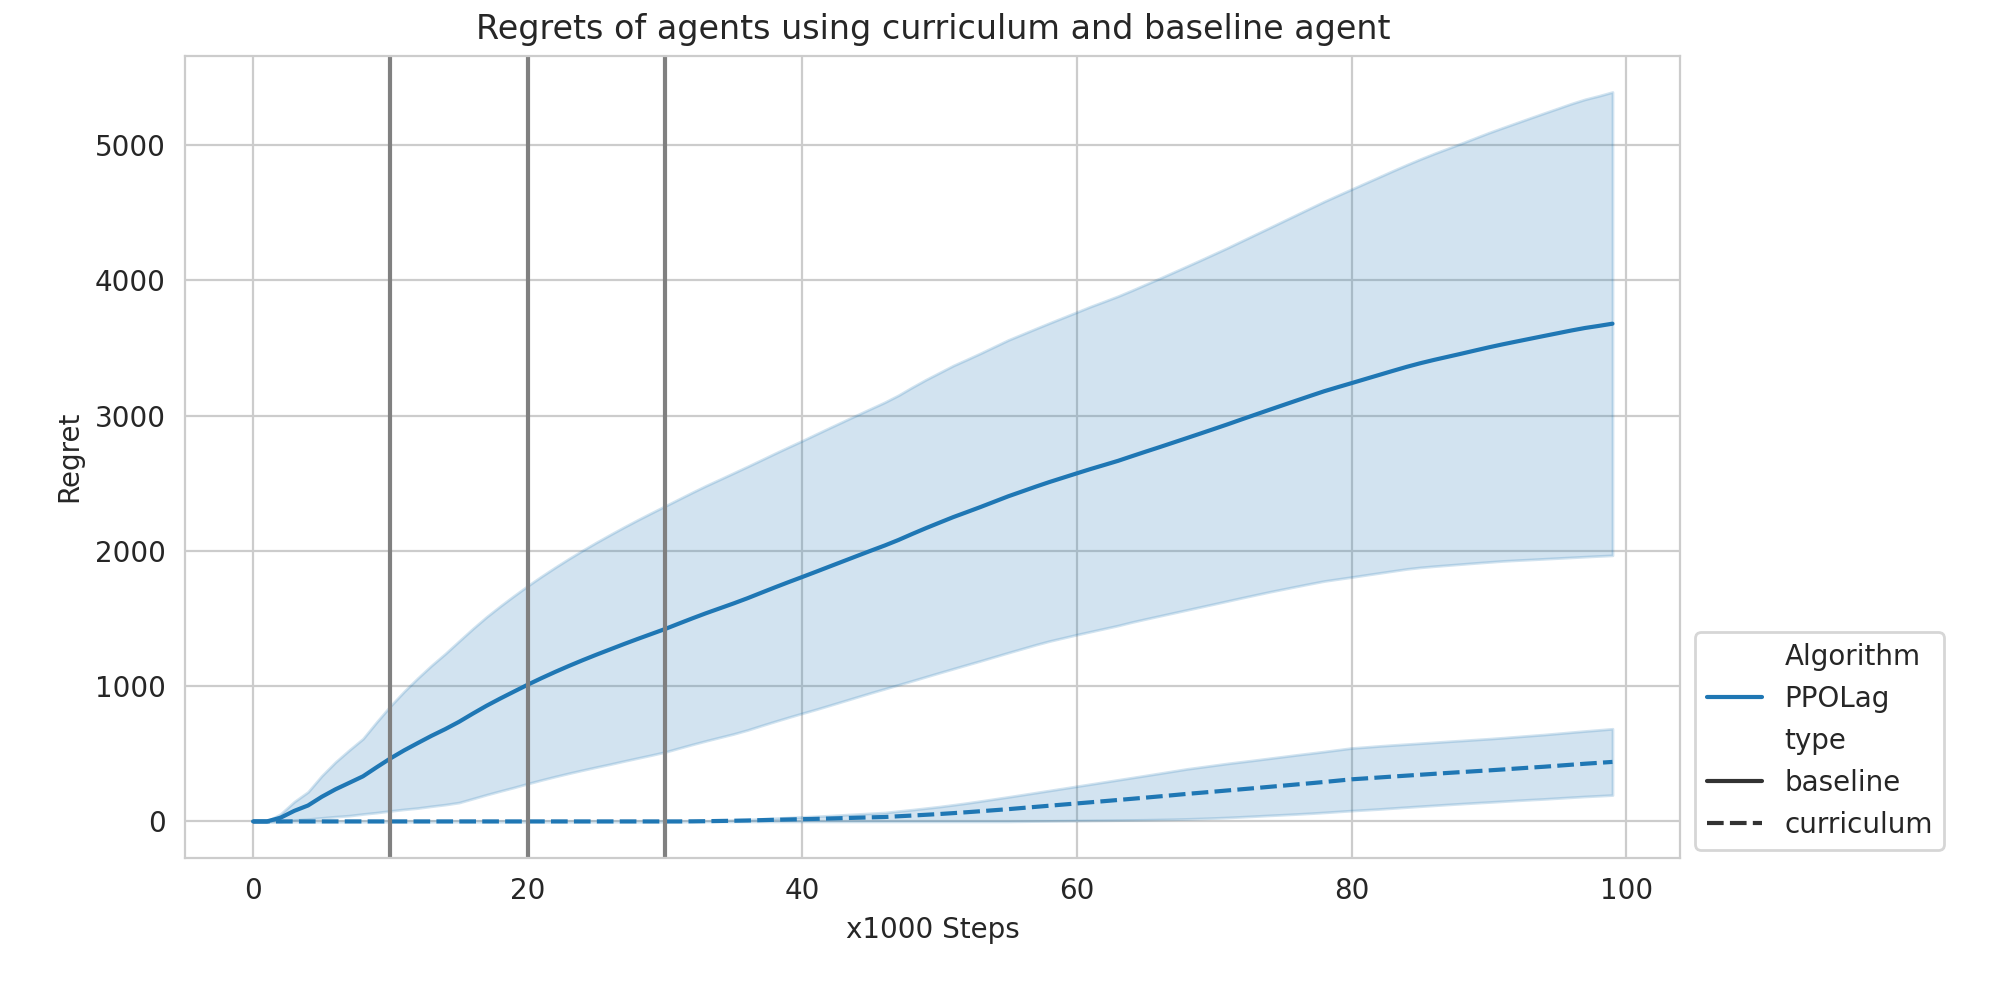 Regrets of agents using curriculum and baseline agent
5000
4000
3000
2000
1000
0
Regret
0 20 40 60 80 100
x1000 Steps
Algorithm
PPOLag
type
baseline
curriculum